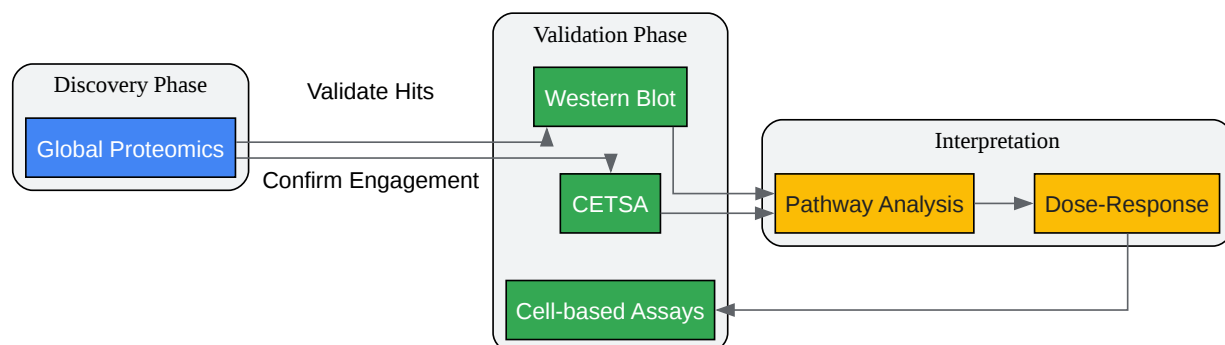 Discovery Phase
Global Proteomics
Validate Hits
Confirm Engagement
Validation Phase
Western Blot
CETSA
Cell-based Assays
Interpretation
Pathway Analysis
Dose-Response